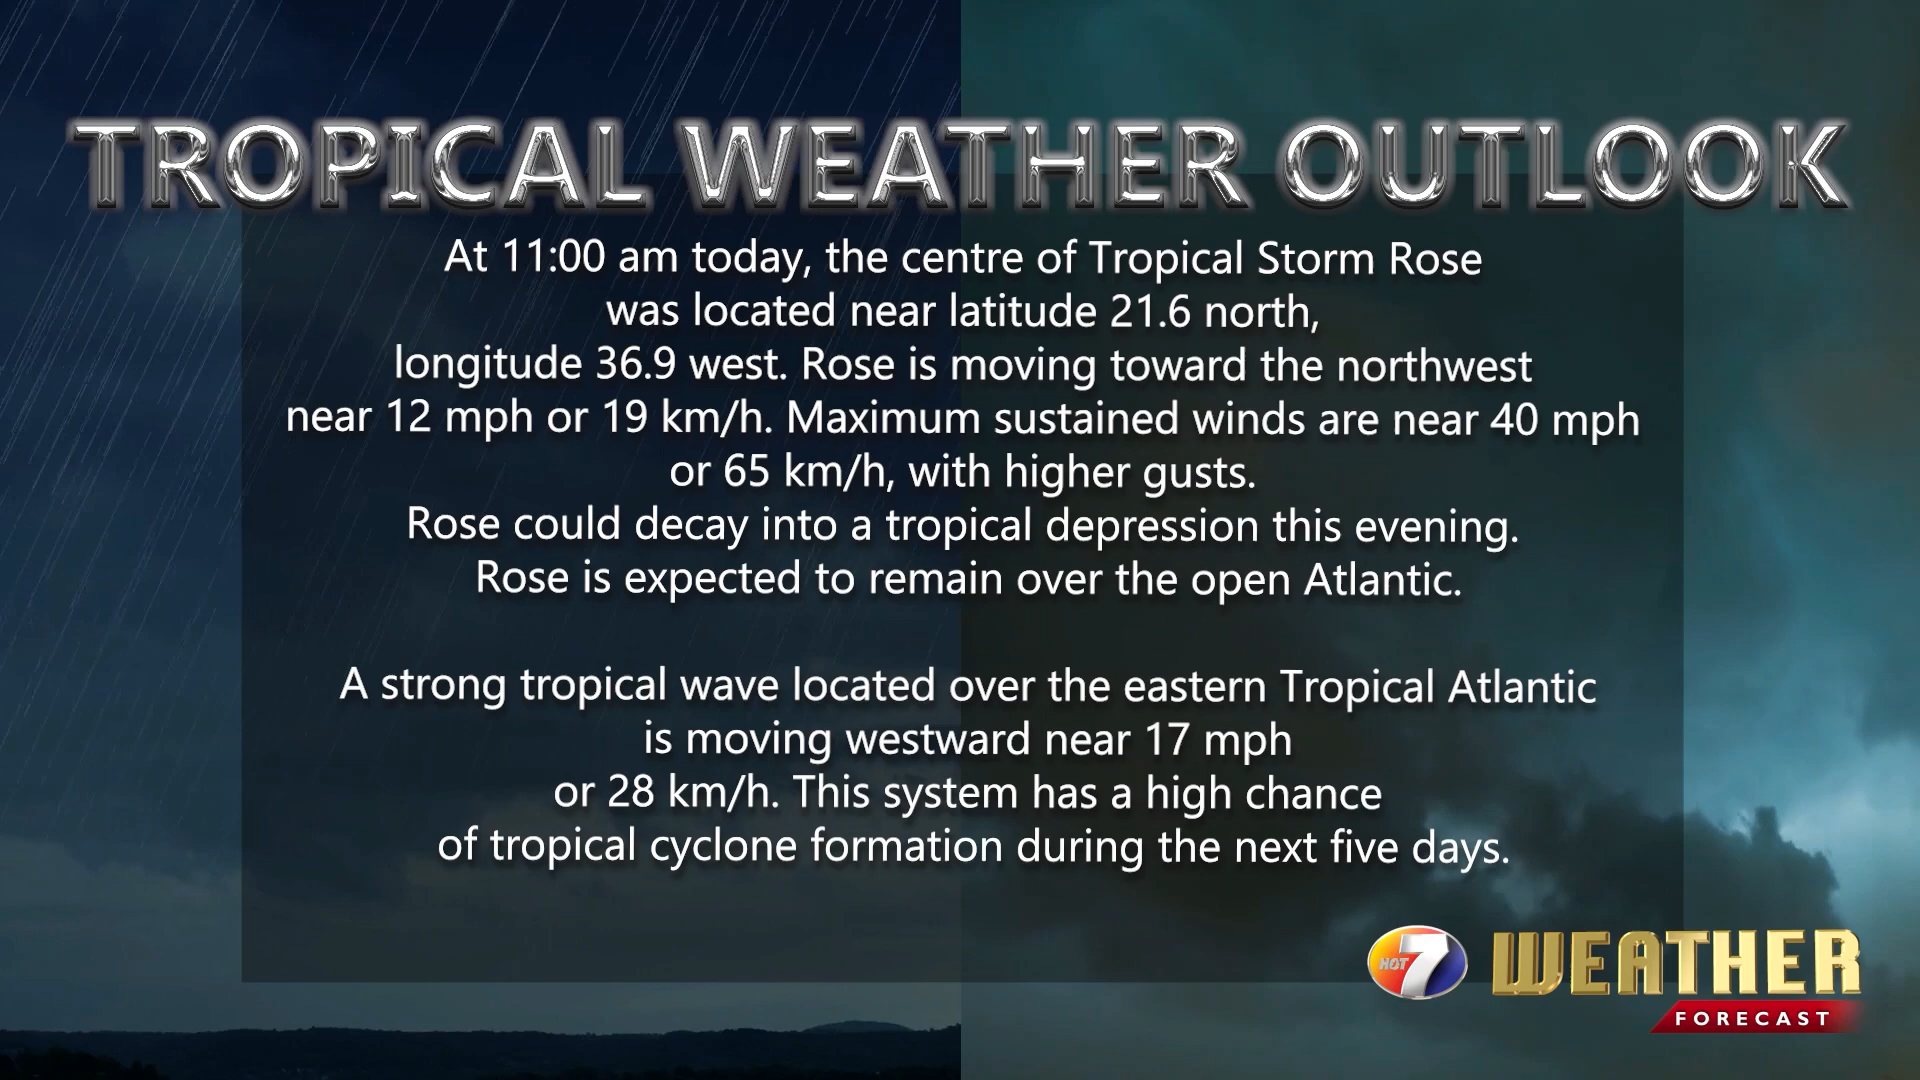 TROPICAL WEATHER OUTLOOK
At 11:00 am today, the centre of Tropical Storm Rose
was located near latitude 21.6 north,
longitude 36.9 west. Rose is moving toward the northwest
near 12 mph or 19 km/h. Maximum sustained winds are near 40 mph
or 65 km/h, with higher gusts.
Rose could decay into a tropical depression this evening.
Rose is expected to remain over the open Atlantic.
A strong tropical wave located over the eastern Tropical Atlantic
is moving westward near 17 mph
or 28 km/h. This system has a high chance
of tropical cyclone formation during the next five days.
HOT 7 WEATHER
FORECAST